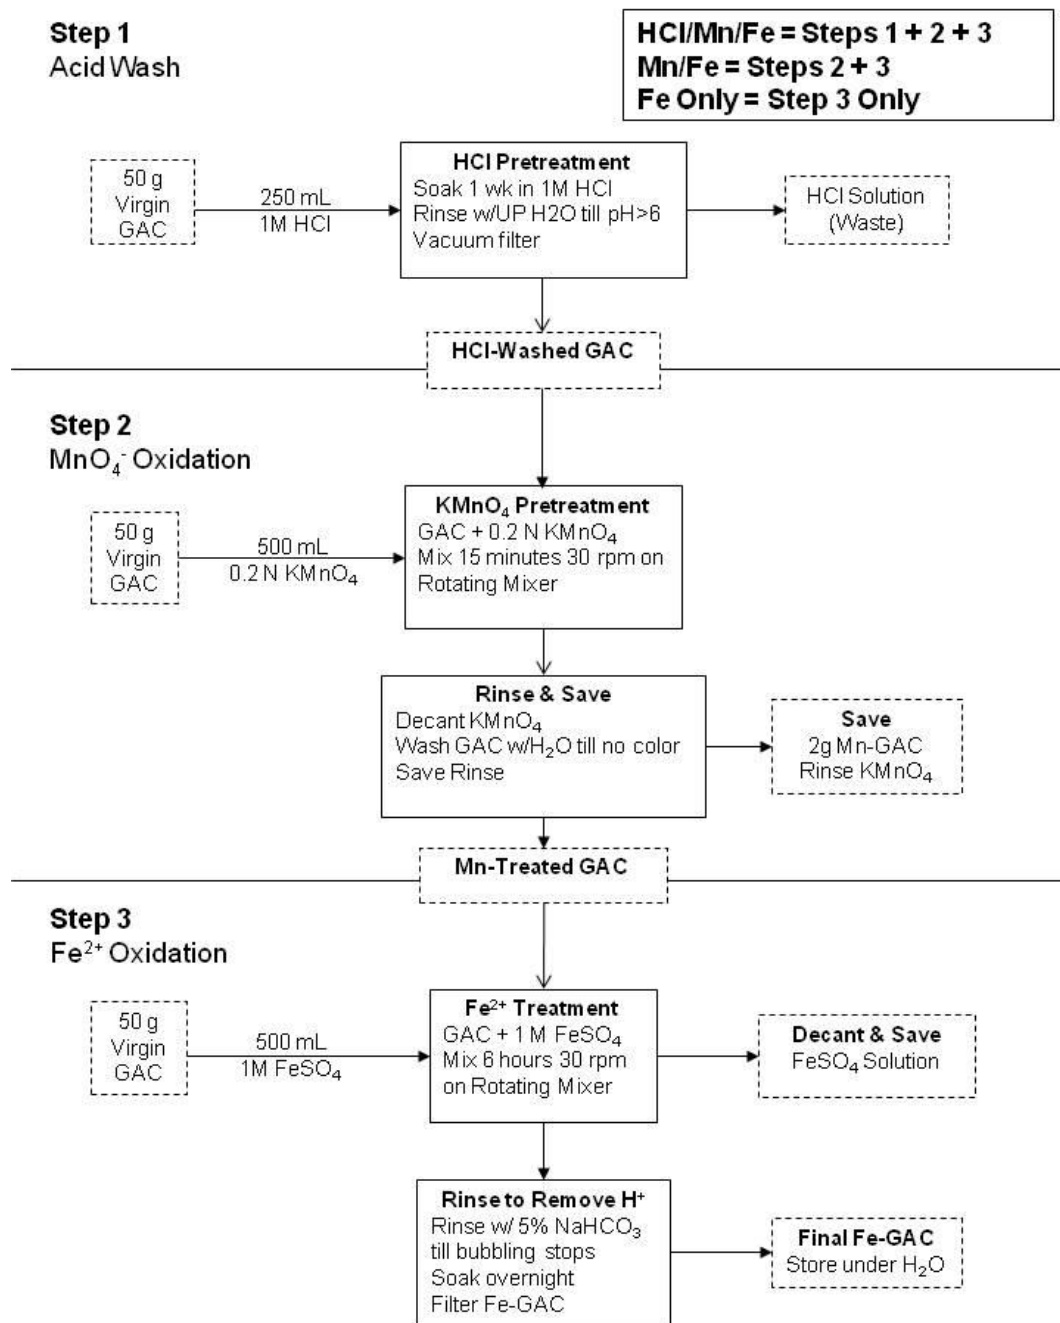 Step 1
Acid Wash
HCl/Mn/Fe = Steps 1 + 2 + 3
Mn/Fe = Steps 2 + 3
Fe Only = Step 3 Only
50 g
Virgin
GAC
250 mL
1M HCl
HCl Pretreatment
Soak 1 wk in 1M HCl
Rinse w/UP H2O till pH>6
Vacuum filter
HCl Solution
(Waste)
HCl-Washed GAC
Step 2
MnO₄⁻ Oxidation
50 g
Virgin
GAC
500 mL
0.2 N KMnO₄
KMnO₄ Pretreatment
GAC + 0.2 N KMnO₄
Mix 15 minutes 30 rpm on
Rotating Mixer
Rinse & Save
Decant KMnO₄
Wash GAC w/H₂O till no color
Save Rinse
Save
2g Mn-GAC
Rinse KMnO₄
Mn-Treated GAC
Step 3
Fe²⁺ Oxidation
50 g
Virgin
GAC
500 mL
1M FeSO₄
Fe²⁺ Treatment
GAC + 1 M FeSO₄
Mix 6 hours 30 rpm
on Rotating Mixer
Decant & Save
FeSO₄ Solution
Rinse to Remove H⁺
Rinse w/ 5% NaHCO₃
till bubbling stops
Soak overnight
Filter Fe-GAC
Final Fe-GAC
Store under H₂O